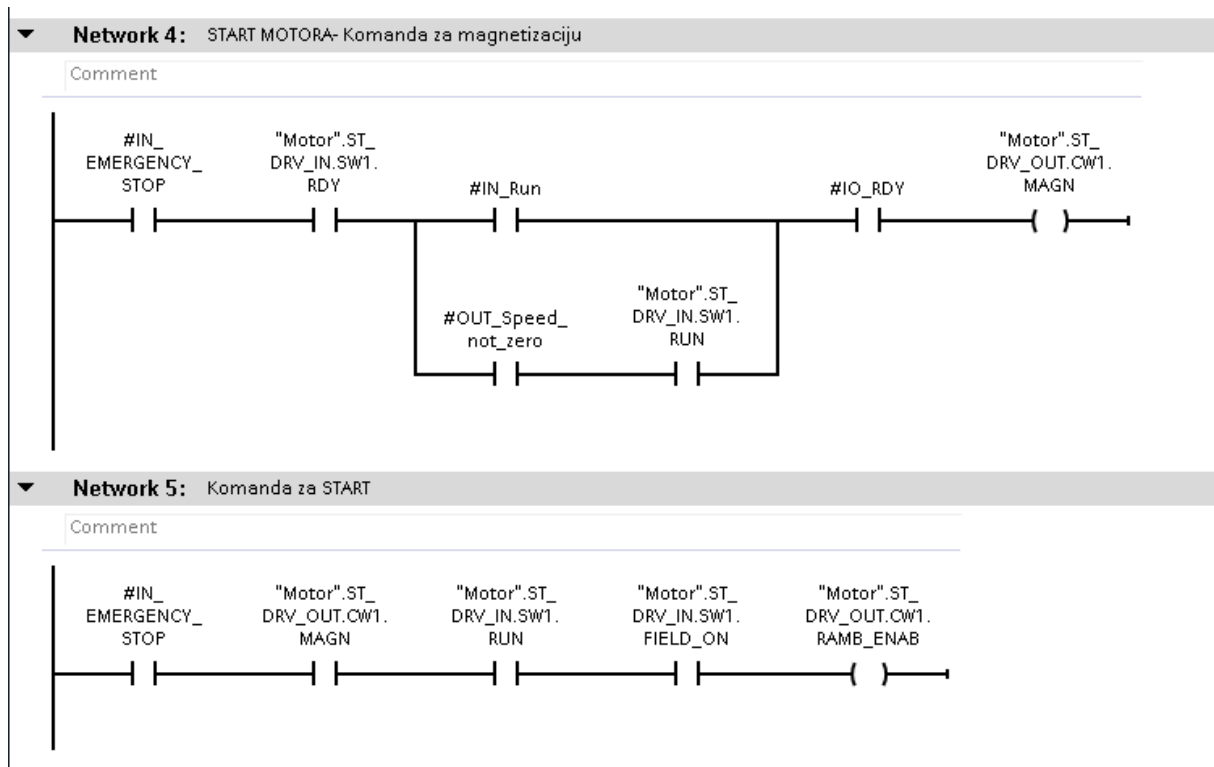 Network 4: START MOTORA- Komanda za magnetizaciju
Comment
#IN_
EMERGENCY_
STOP
"Motor".ST_
DRV_IN.SW1.
RDY
#IN_Run
#IO_RDY
"Motor".ST_
DRV_OUT.CW1.
MAGN
#OUT_Speed_
not_zero
"Motor".ST_
DRV_IN.SW1.
RUN
Network 5: Komanda za START
Comment
#IN_
EMERGENCY_
STOP
"Motor".ST_
DRV_OUT.CW1.
MAGN
"Motor".ST_
DRV_IN.SW1.
RUN
"Motor".ST_
DRV_IN.SW1.
FIELD_ON
"Motor".ST_
DRV_OUT.CW1.
RAMB_ENAB